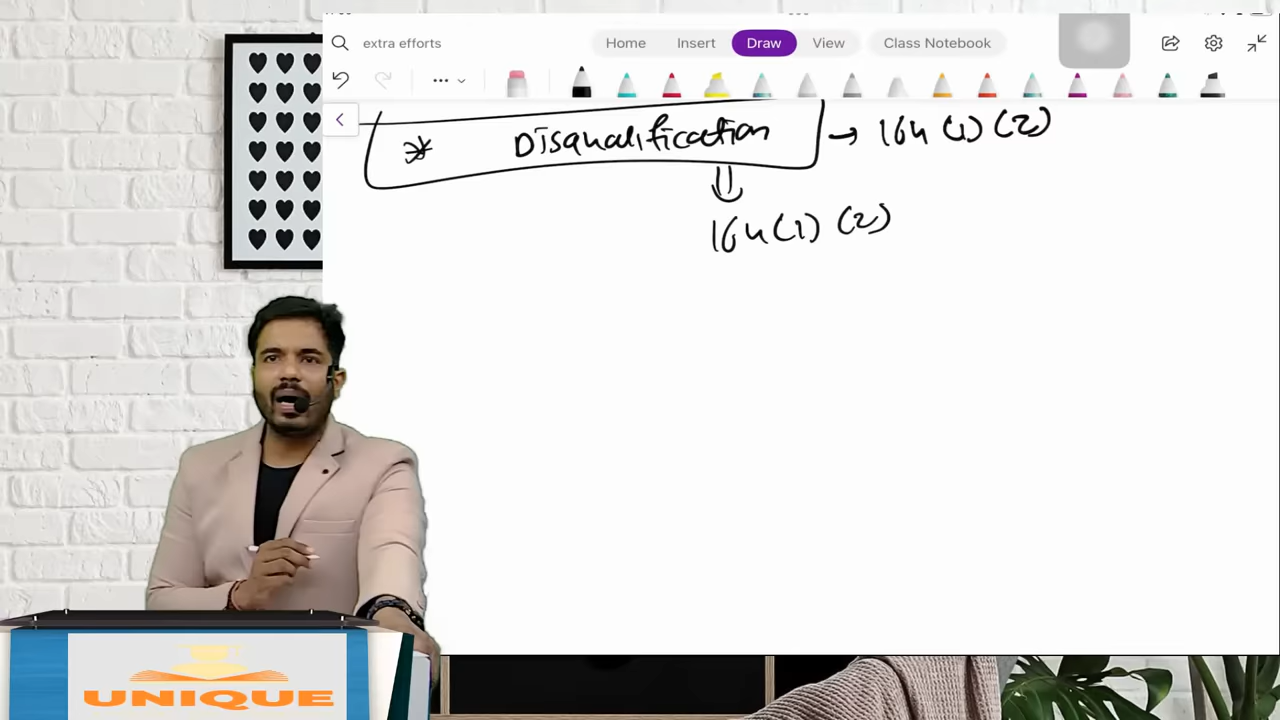 extra efforts
Home Insert Draw View Class Notebook
* Disqualification → 164 (1) (2)
164 (1) (2)
UNIQUE